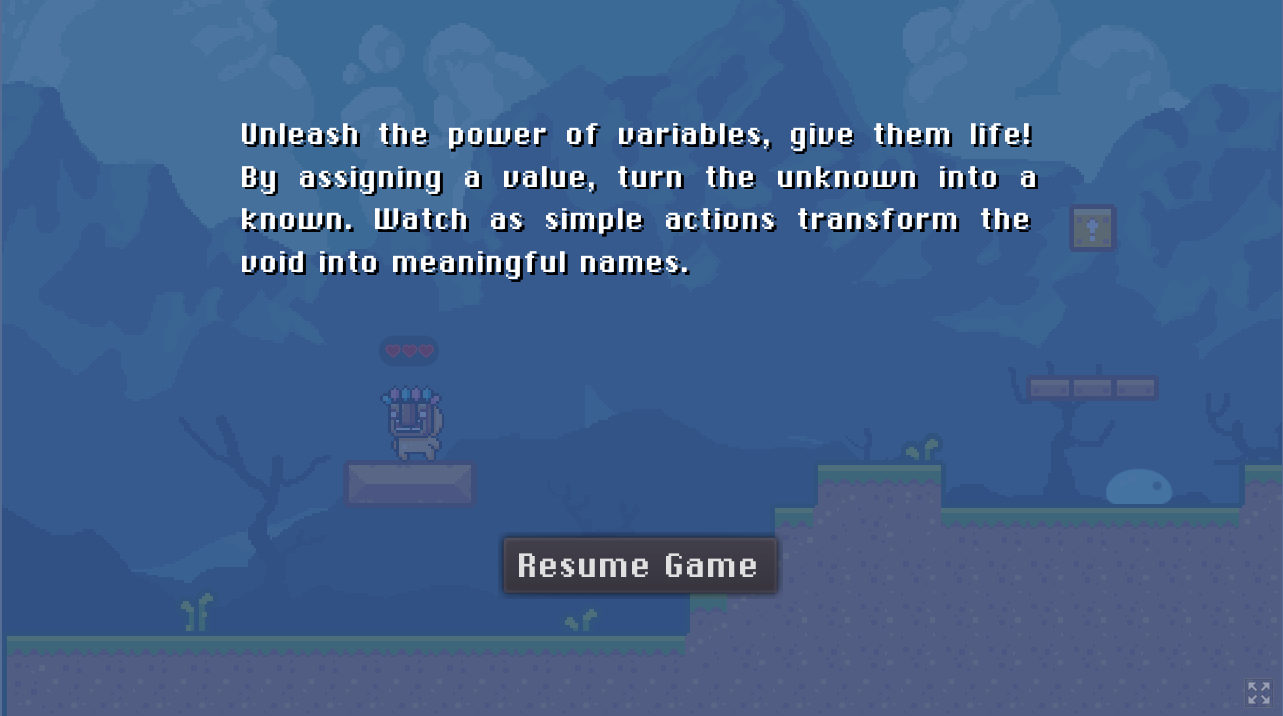 Unleash the power of variables, give them life!
By assigning a value, turn the unknown into a
known. Watch as simple actions transform the
void into meaningful names.
Resume Game